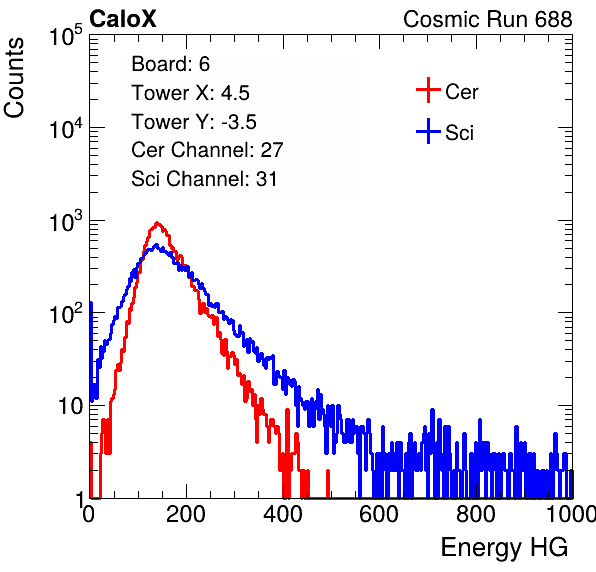 CaloX Cosmic Run 688
Counts
10^5
10^4
10^3
10^2
10
1
Board: 6
Tower X: 4.5
Tower Y: -3.5
Cer Channel: 27
Sci Channel: 31
Cer
Sci
0 200 400 600 800 1000
Energy HG